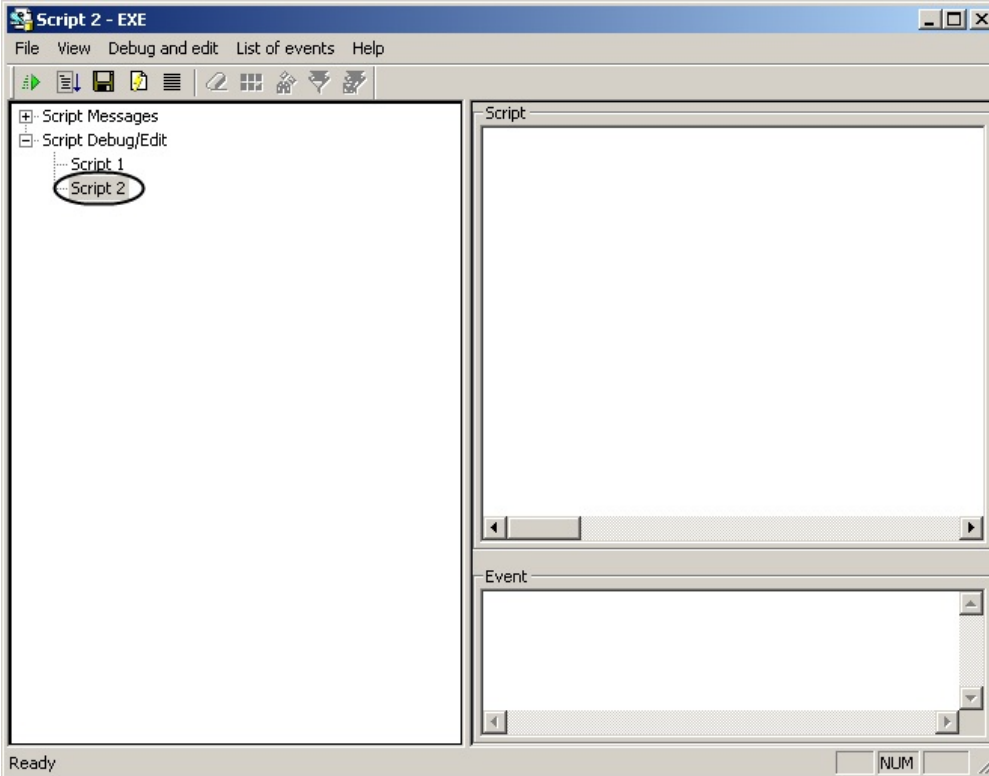 Script 2 - EXE
File View Debug and edit List of events Help
Script Messages
Script Debug/Edit
Script 1
Script 2
Script
Event
Ready
NUM